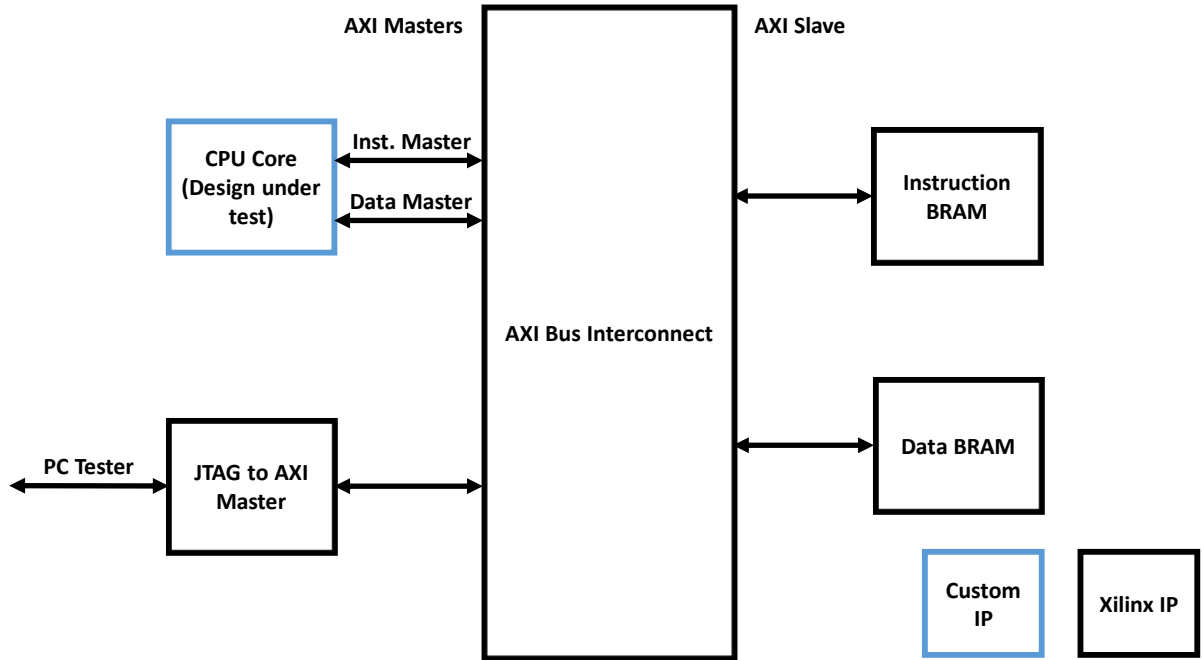 AXI Masters
AXI Slave
CPU Core
(Design under
test)
Inst. Master
Data Master
Instruction
BRAM
AXI Bus Interconnect
PC Tester
JTAG to AXI
Master
Data BRAM
Custom
IP
Xilinx IP